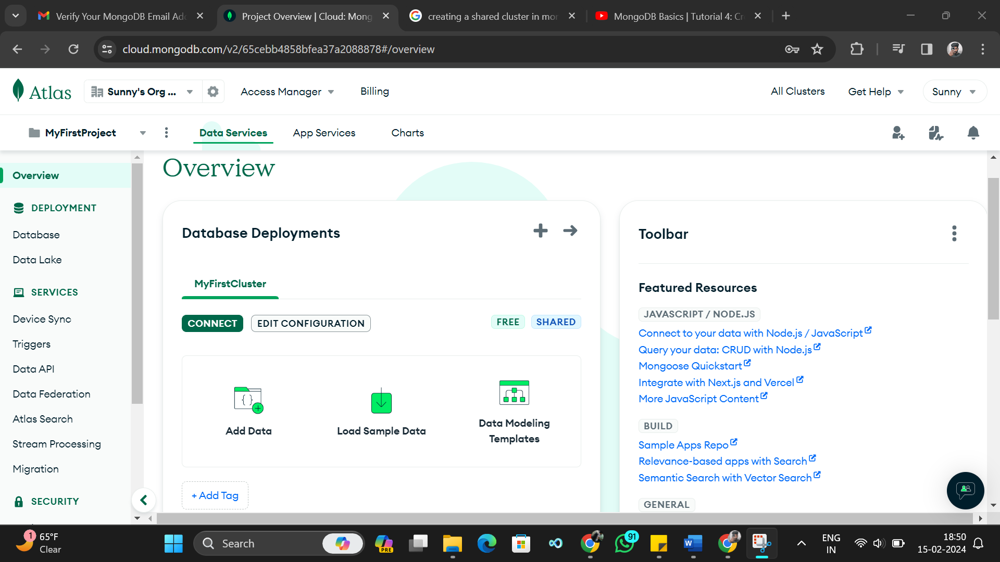 Verify Your MongoDB Email Add
Project Overview | Cloud: Mong
creating a shared cluster in mon
MongoDB Basics | Tutorial 4: Cr
cloud.mongodb.com/v2/65cebb4858bfea37a2088878#/overview
Atlas
Sunny's Org ...
Access Manager
Billing
All Clusters
Get Help
Sunny
MyFirstProject
Data Services
App Services
Charts
Overview
DEPLOYMENT
Database
Data Lake
SERVICES
Device Sync
Triggers
Data API
Data Federation
Atlas Search
Stream Processing
Migration
SECURITY
Overview
Database Deployments
MyFirstCluster
CONNECT
EDIT CONFIGURATION
FREE
SHARED
Add Data
Load Sample Data
Data Modeling
Templates
+ Add Tag
Toolbar
Featured Resources
JAVASCRIPT / NODE.JS
Connect to your data with Node.js / JavaScript
Query your data: CRUD with Node.js
Mongoose Quickstart
Integrate with Next.js and Vercel
More JavaScript Content
BUILD
Sample Apps Repo
Relevance-based apps with Search
Semantic Search with Vector Search
GENERAL
1
65°F
Clear
Search
PRE
91
W
ENG
IN
18:50
15-02-2024